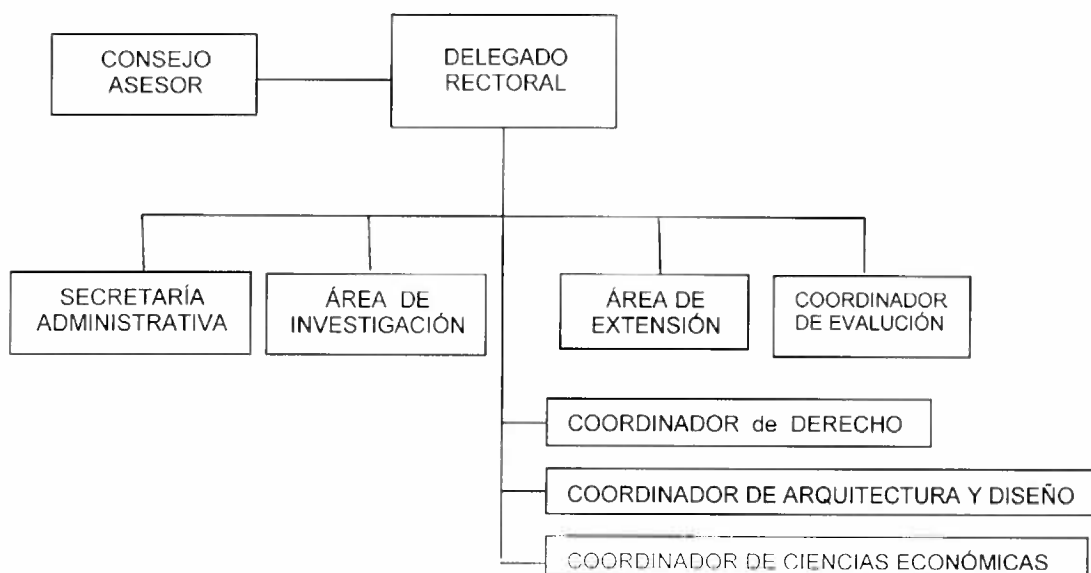 CONSEJO
ASESOR
DELEGADO
RECTORAL
SECRETARÍA
ADMINISTRATIVA
ÁREA DE
INVESTIGACIÓN
ÁREA DE
EXTENSIÓN
COORDINADOR
DE EVALUCIÓN
COORDINADOR de DERECHO
COORDINADOR DE ARQUITECTURA Y DISEÑO
COORDINADOR DE CIENCIAS ECONÓMICAS